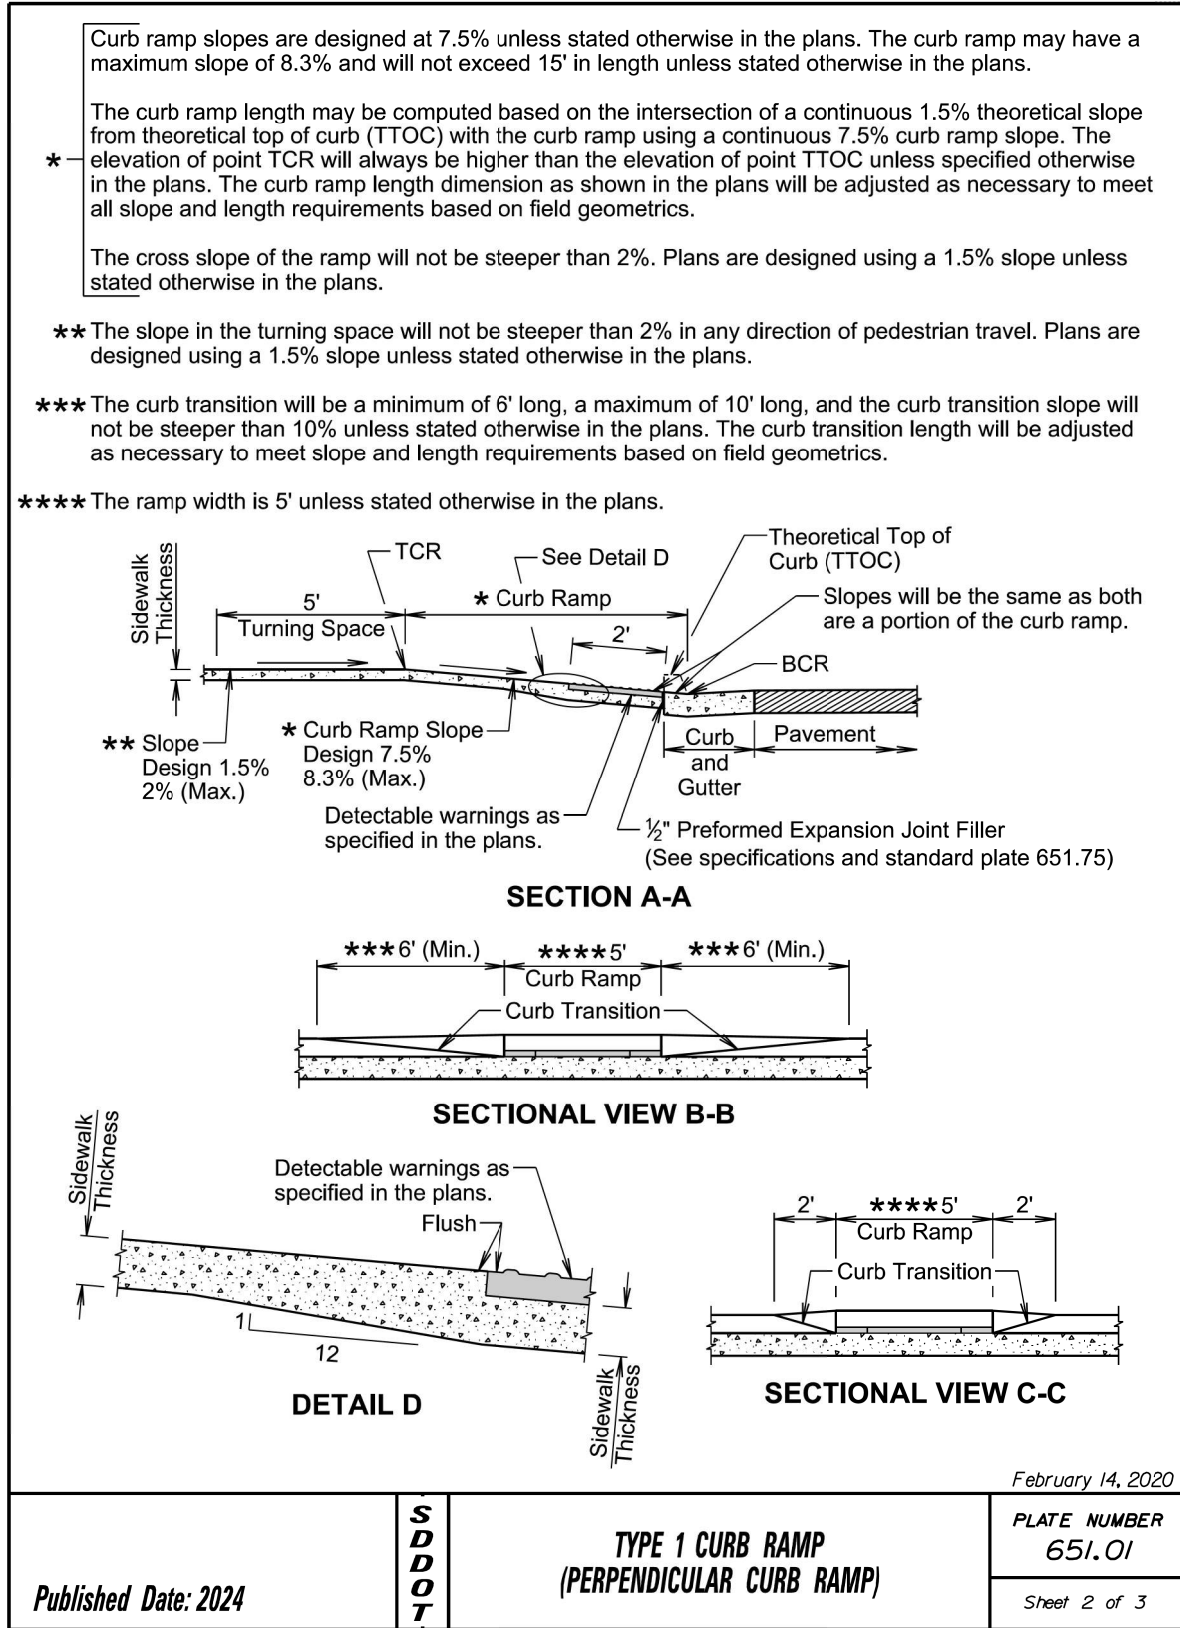 Curb ramp slopes are designed at 7.5% unless stated otherwise in the plans. The curb ramp may have a
maximum slope of 8.3% and will not exceed 15' in length unless stated otherwise in the plans.
The curb ramp length may be computed based on the intersection of a continuous 1.5% theoretical slope
from theoretical top of curb (TTOC) with the curb ramp using a continuous 7.5% curb ramp slope. The
* elevation of point TCR will always be higher than the elevation of point TTOC unless specified otherwise
in the plans. The curb ramp length dimension as shown in the plans will be adjusted as necessary to meet
all slope and length requirements based on field geometrics.
The cross slope of the ramp will not be steeper than 2%. Plans are designed using a 1.5% slope unless
stated otherwise in the plans.
** The slope in the turning space will not be steeper than 2% in any direction of pedestrian travel. Plans are
designed using a 1.5% slope unless stated otherwise in the plans.
*** The curb transition will be a minimum of 6' long, a maximum of 10' long, and the curb transition slope will
not be steeper than 10% unless stated otherwise in the plans. The curb transition length will be adjusted
as necessary to meet slope and length requirements based on field geometrics.
**** The ramp width is 5' unless stated otherwise in the plans.
Sidewalk
Thickness
5'
Turning Space
TCR
See Detail D
* Curb Ramp
2'
Theoretical Top of
Curb (TTOC)
Slopes will be the same as both
are a portion of the curb ramp.
BCR
** Slope
Design 1.5%
2% (Max.)
* Curb Ramp Slope
Design 7.5%
8.3% (Max.)
Curb
and
Gutter
Pavement
Detectable warnings as
specified in the plans.
½" Preformed Expansion Joint Filler
(See specifications and standard plate 651.75)
SECTION A-A
***6' (Min.)
****5'
***6' (Min.)
Curb Ramp
Curb Transition
SECTIONAL VIEW B-B
Sidewalk
Thickness
Detectable warnings as
specified in the plans.
Flush
1
12
Sidewalk
Thickness
DETAIL D
2'
****5'
2'
Curb Ramp
Curb Transition
SECTIONAL VIEW C-C
February 14, 2020
Published Date: 2024
S
D
D
O
T
TYPE 1 CURB RAMP
(PERPENDICULAR CURB RAMP)
PLATE NUMBER
651.01
Sheet 2 of 3